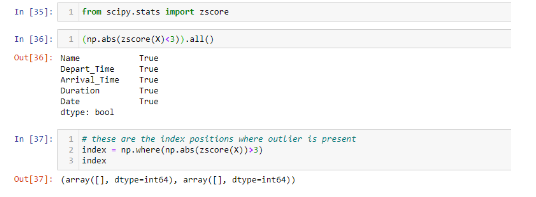 In [35]: 1 from scipy.stats import zscore
In [36]: 1 (np.abs(zscore(X)<3)).all()
Out[36]: Name True
Depart_Time True
Arrival_Time True
Duration True
Date True
dtype: bool
In [37]: 1 # these are the index positions where outlier is present
2 index = np.where(np.abs(zscore(X))>3)
3 index
Out[37]: (array([], dtype=int64), array([], dtype=int64))